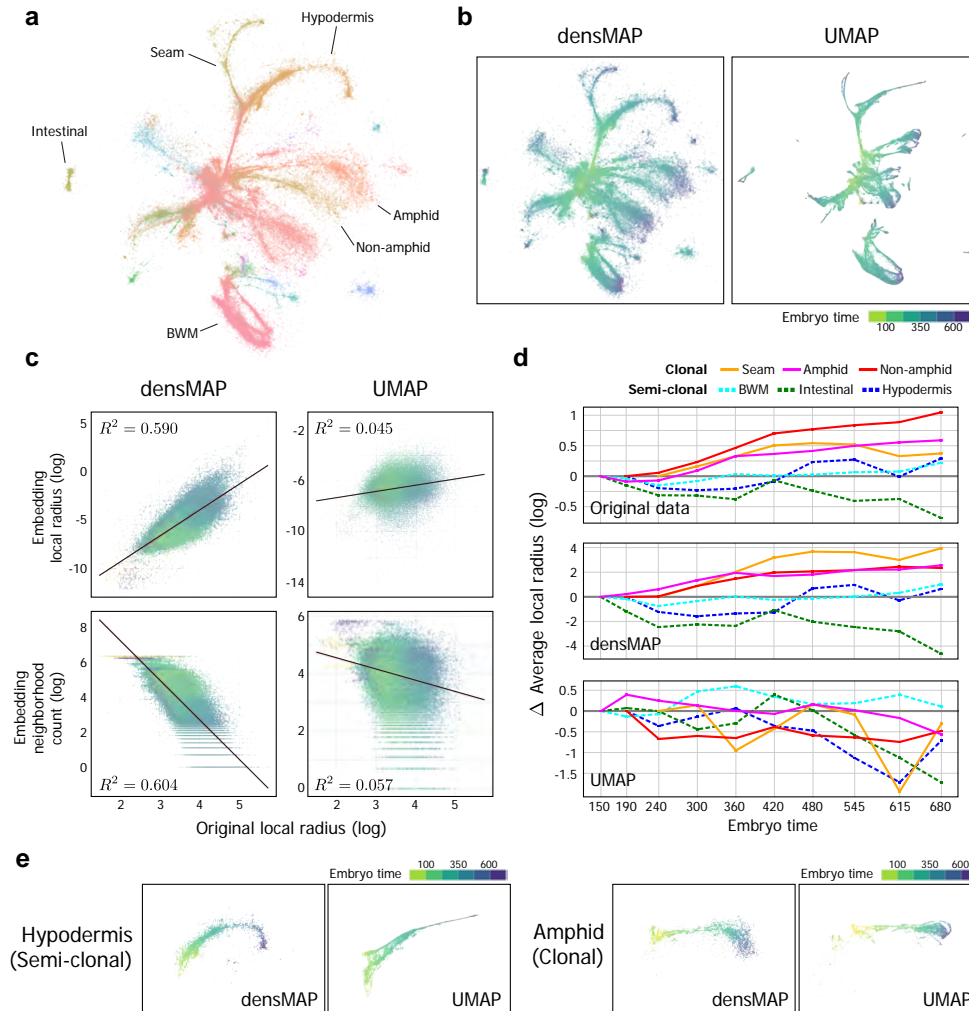 a
Hypodermis
Seam
Intestinal
Amphid
Non-amphid
BWM
b
densMAP
UMAP
Embryo time
100 350 600
c
densMAP
UMAP
Embedding
local radius (log)
5
0
-5
-10
R² = 0.590
-2
-6
-10
-14
R² = 0.045
Embedding
neighborhood
count (log)
6
4
2
0
R² = 0.604
2 3 4 5
6
4
2
0
R² = 0.057
2 3 4 5
Original local radius (log)
d
Clonal Seam Amphid Non-amphid
Semi-clonal BWM Intestinal Hypodermis
Δ Average local radius (log)
1
0.5
0
-0.5
Original data
4
2
0
-2
-4
densMAP
0.5
0
-0.5
-1
-1.5
UMAP
150 190 240 300 360 420 480 545 615 680
Embryo time
e
Embryo time 100 350 600
Hypodermis
(Semi-clonal)
densMAP
UMAP
Embryo time 100 350 600
Amphid
(Clonal)
densMAP
UMAP